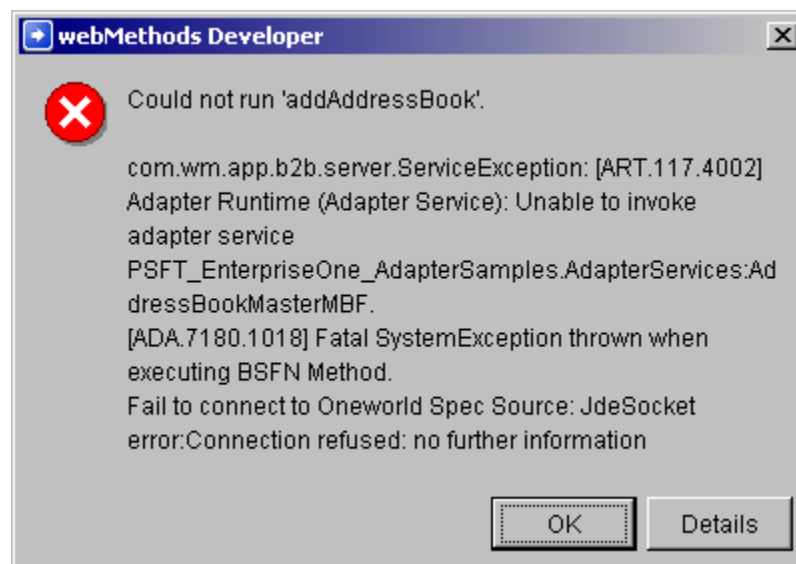 webMethods Developer
Could not run 'addAddressBook'.
com.wm.app.b2b.server.ServiceException: [ART.117.4002]
Adapter Runtime (Adapter Service): Unable to invoke
adapter service
PSFT_EnterpriseOne_AdapterSamples.AdapterServices:Ad
dressBookMasterMBF.
[ADA.7180.1018] Fatal SystemException thrown when
executing BSFN Method.
Fail to connect to Oneworld Spec Source: JdeSocket
error:Connection refused: no further information
OK
Details